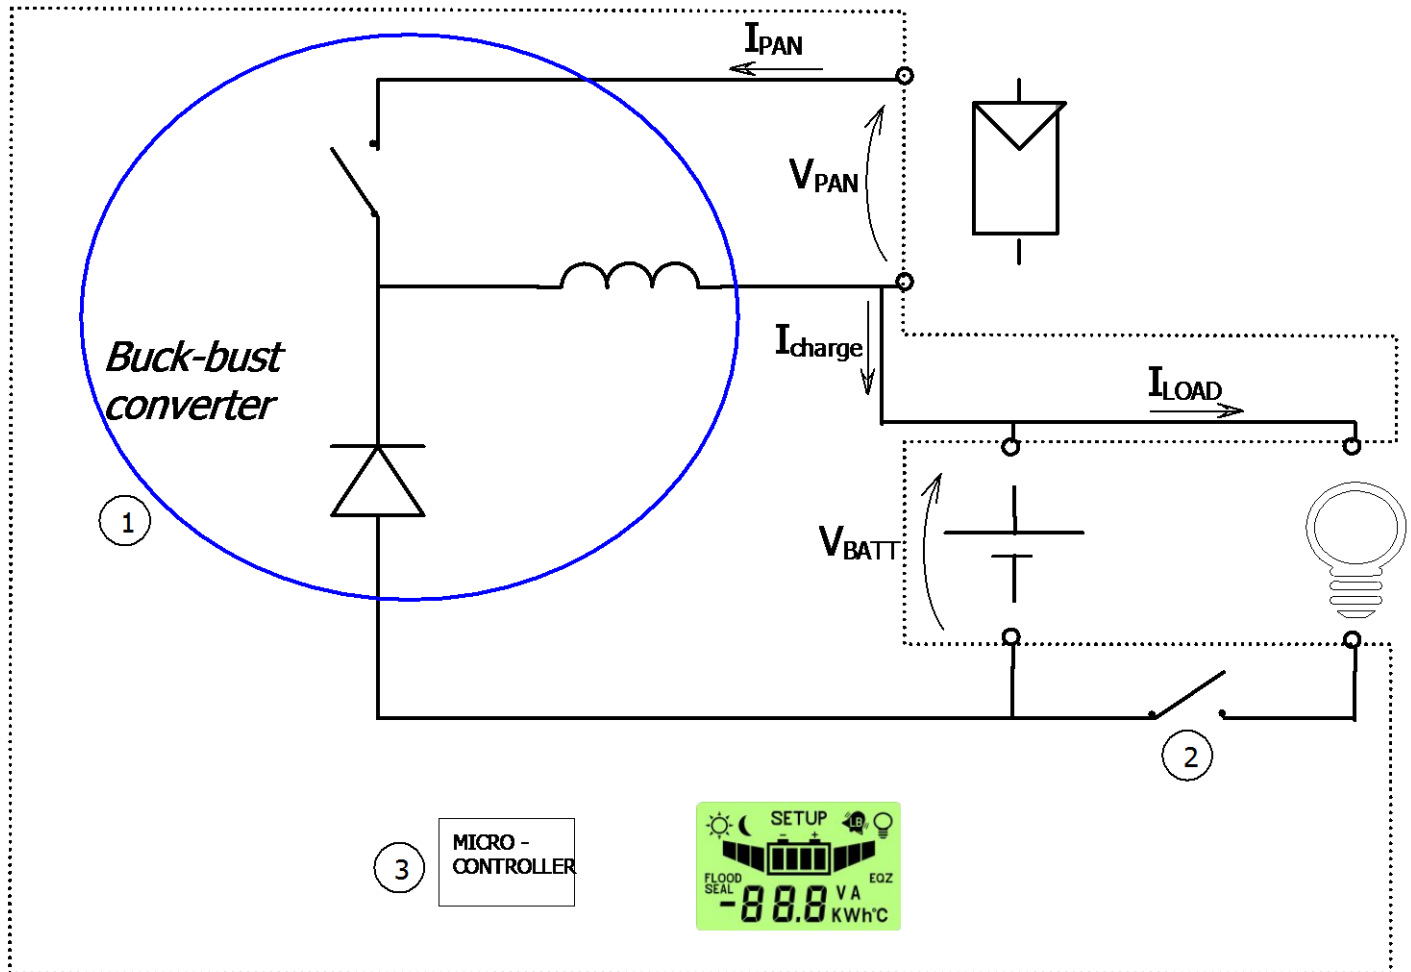 IPAN
VPAN
Icharge
Buck-bust
converter
ILOAD
1
VBATT
2
3
MICRO -
CONTROLLER
SETUP
LB
- +
FLOOD
SEAL
EQZ
-88.8
V A
KWh°C